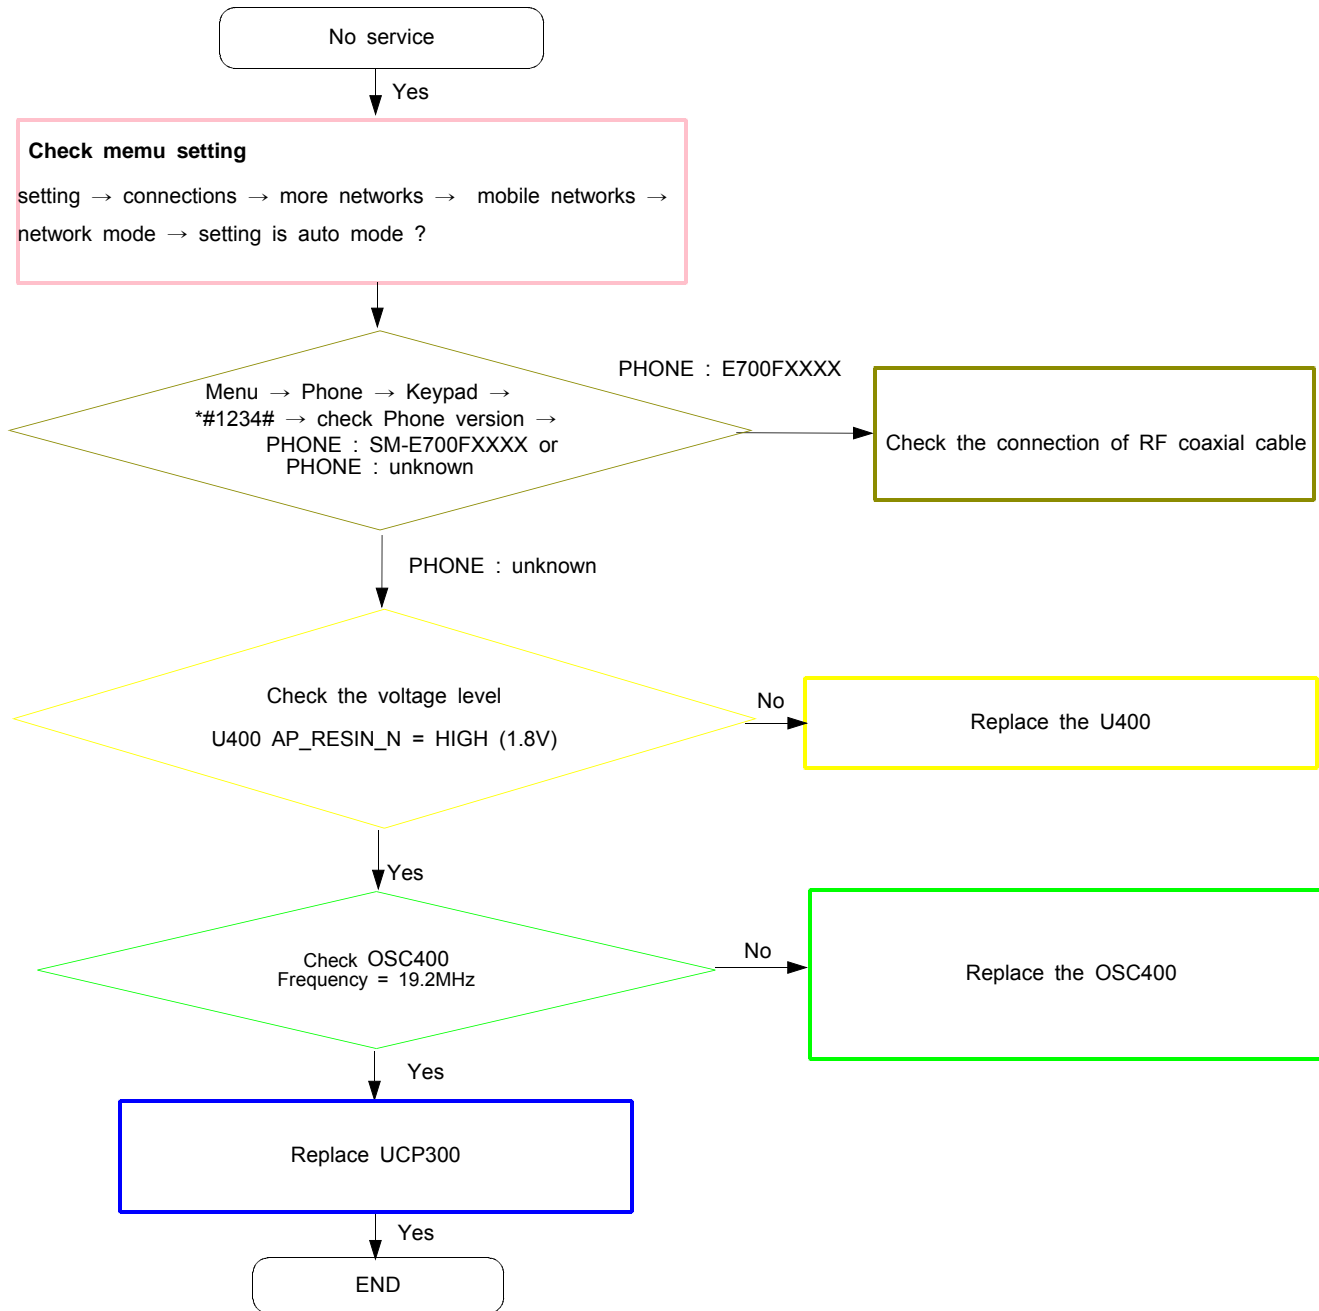 No service
Yes
Check memu setting
setting → connections → more networks → mobile networks →
network mode → setting is auto mode ?
PHONE : E700FXXXX
Menu → Phone → Keypad →
*#1234# → check Phone version →
PHONE : SM-E700FXXXX or
PHONE : unknown
Check the connection of RF coaxial cable
PHONE : unknown
Check the voltage level
U400 AP_RESIN_N = HIGH (1.8V)
No
Replace the U400
Yes
Check OSC400
Frequency = 19.2MHz
No
Replace the OSC400
Yes
Replace UCP300
Yes
END